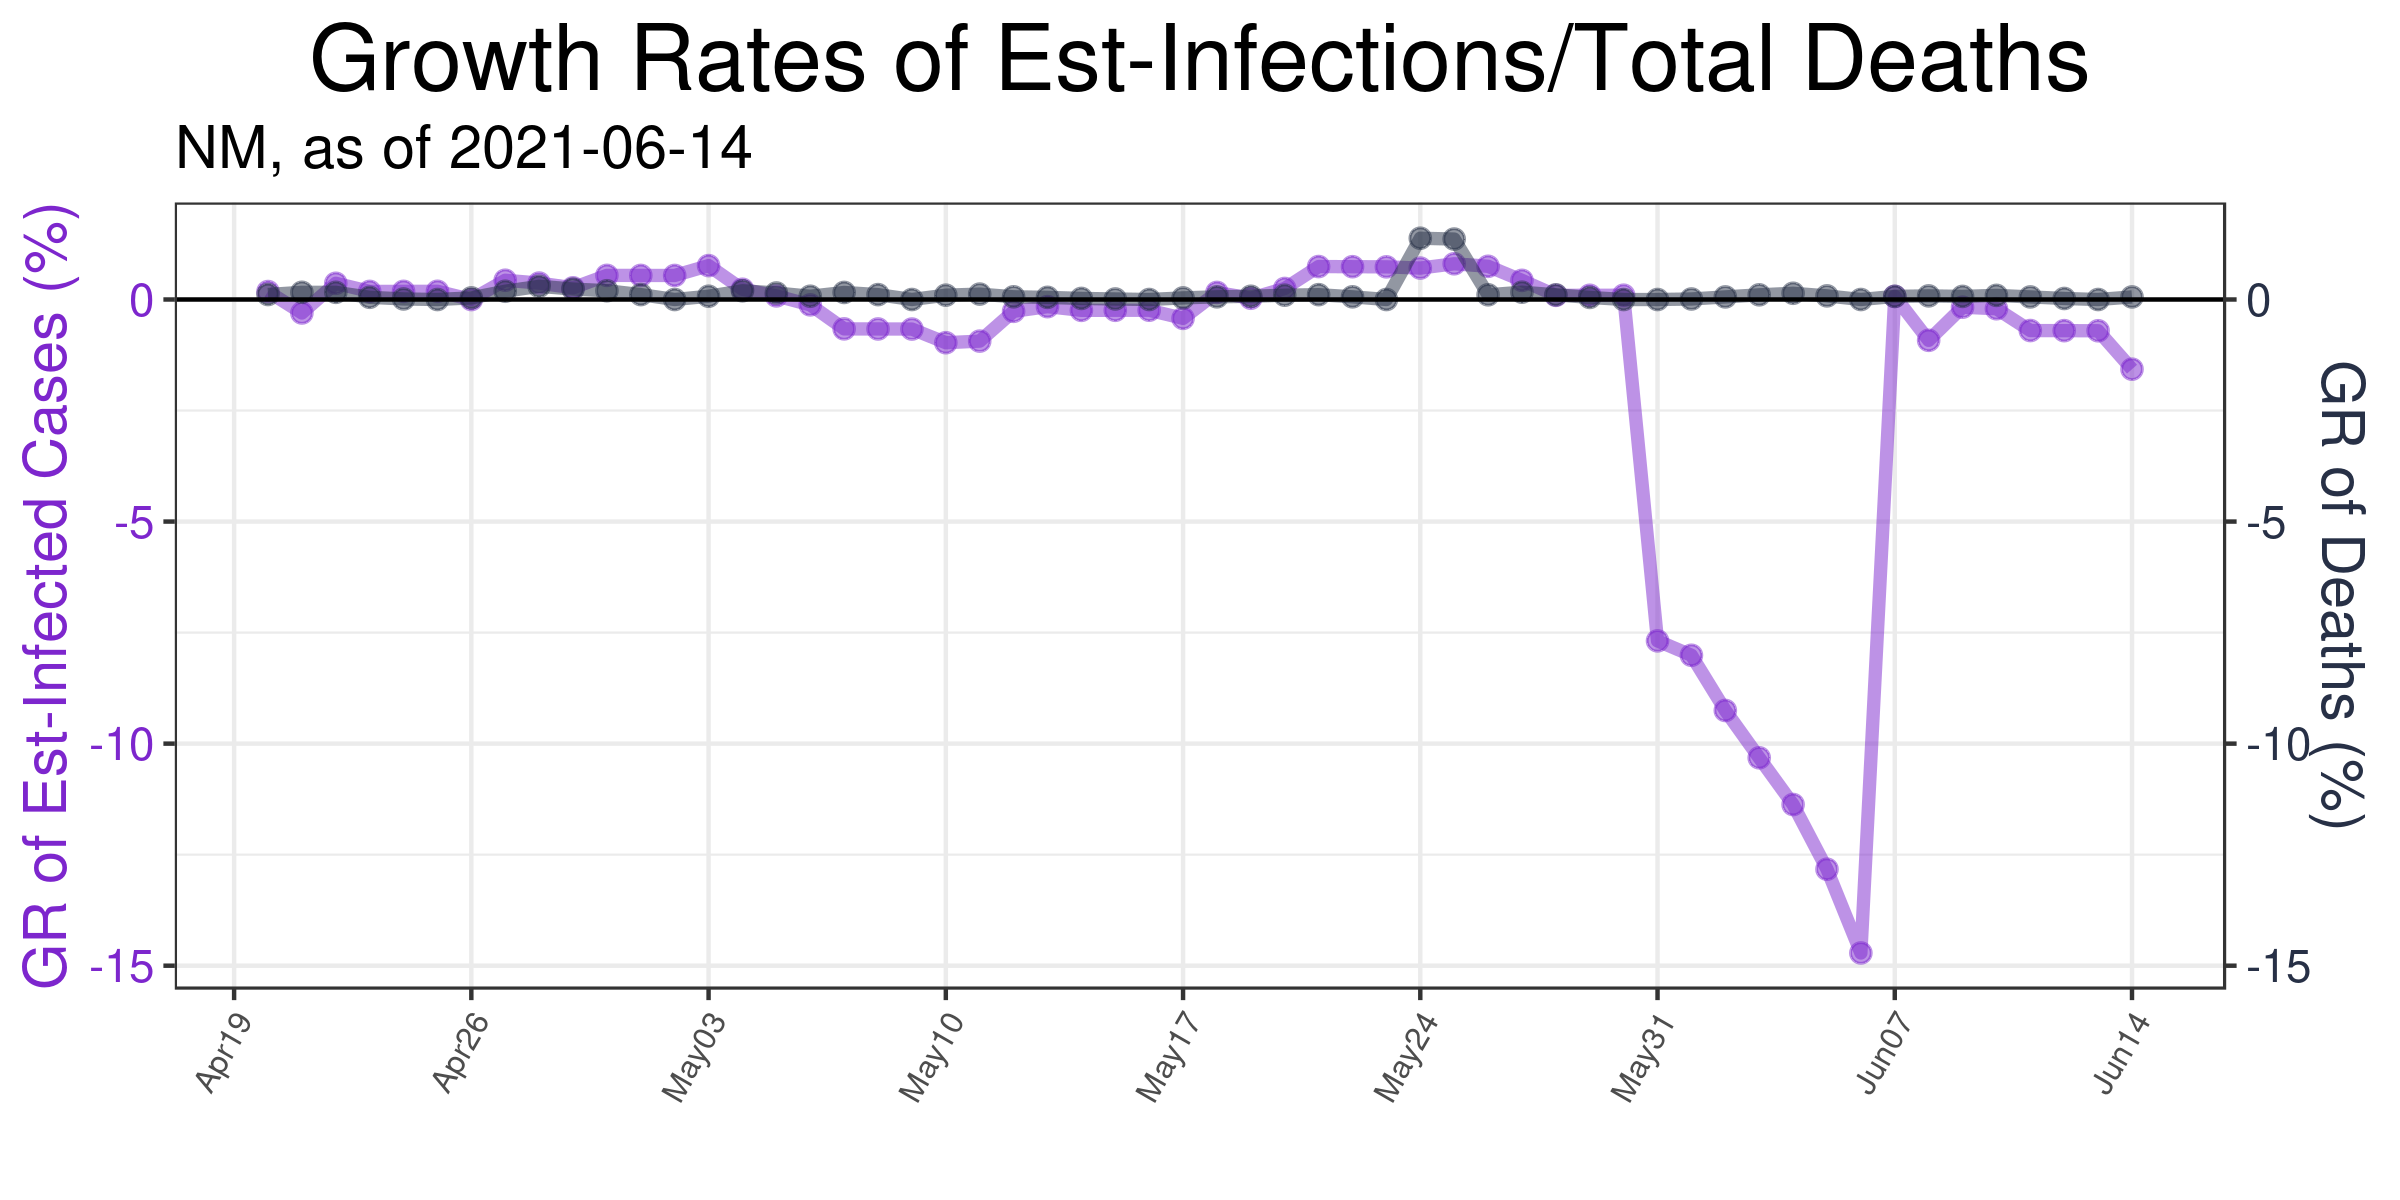 Growth Rates of Est-Infections/Total Deaths
NM, as of 2021-06-14
GR of Est-Infected Cases (%)
0
-5
-10
-15
0
-5
-10
-15
GR of Deaths (%)
Apr19
Apr26
May03
May10
May17
May24
May31
Jun07
Jun14